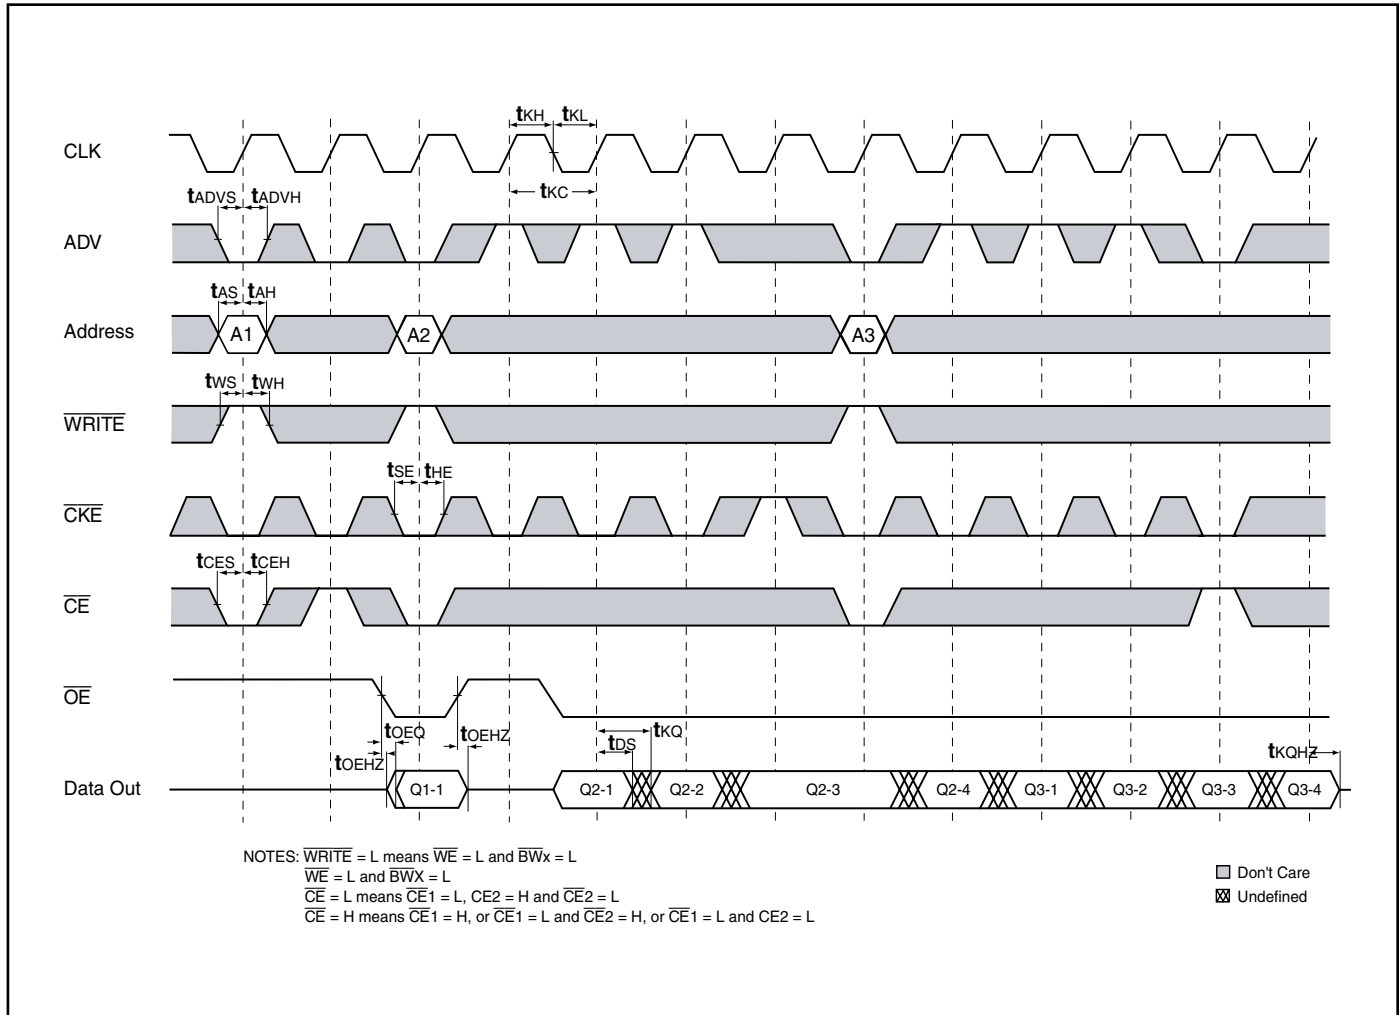 tKH tKL
CLK
tKC
tADVS tADVH
ADV
tAS tAH
Address
A1 A2 A3
tWS tWH
WRITE
tSE tHE
CKE
tCES tCEH
CE
OE
tOEQ tOEHZ tKQ
tDS
tOEHZ tKQHZ
Data Out
Q1-1 Q2-1 Q2-2 Q2-3 Q2-4 Q3-1 Q3-2 Q3-3 Q3-4
NOTES: WRITE = L means WE = L and BWx = L
WE = L and BWX = L
CE = L means CE1 = L, CE2 = H and CE2 = L
CE = H means CE1 = H, or CE1 = L and CE2 = H, or CE1 = L and CE2 = L
Don't Care
Undefined